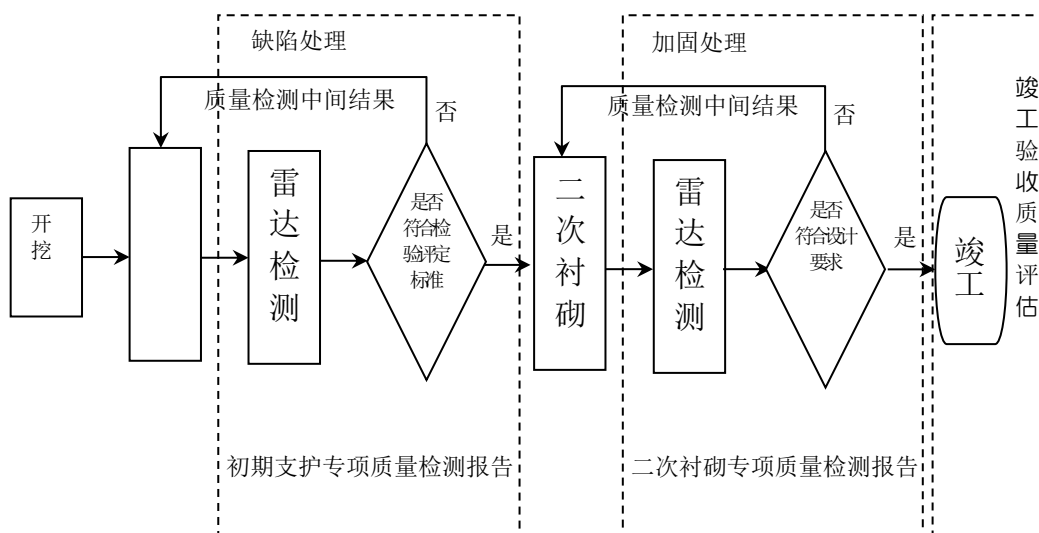 缺陷处理
质量检测中间结果
否
开
挖
雷
达
检
测
是否
符合检
验评定
标准
是
初期支护专项质量检测报告
加固处理
质量检测中间结果
否
二
次
衬
砌
雷
达
检
测
是否
符合设计
要求
是
二次衬砌专项质量检测报告
竣
工
竣
工
验
收
质
量
评
估